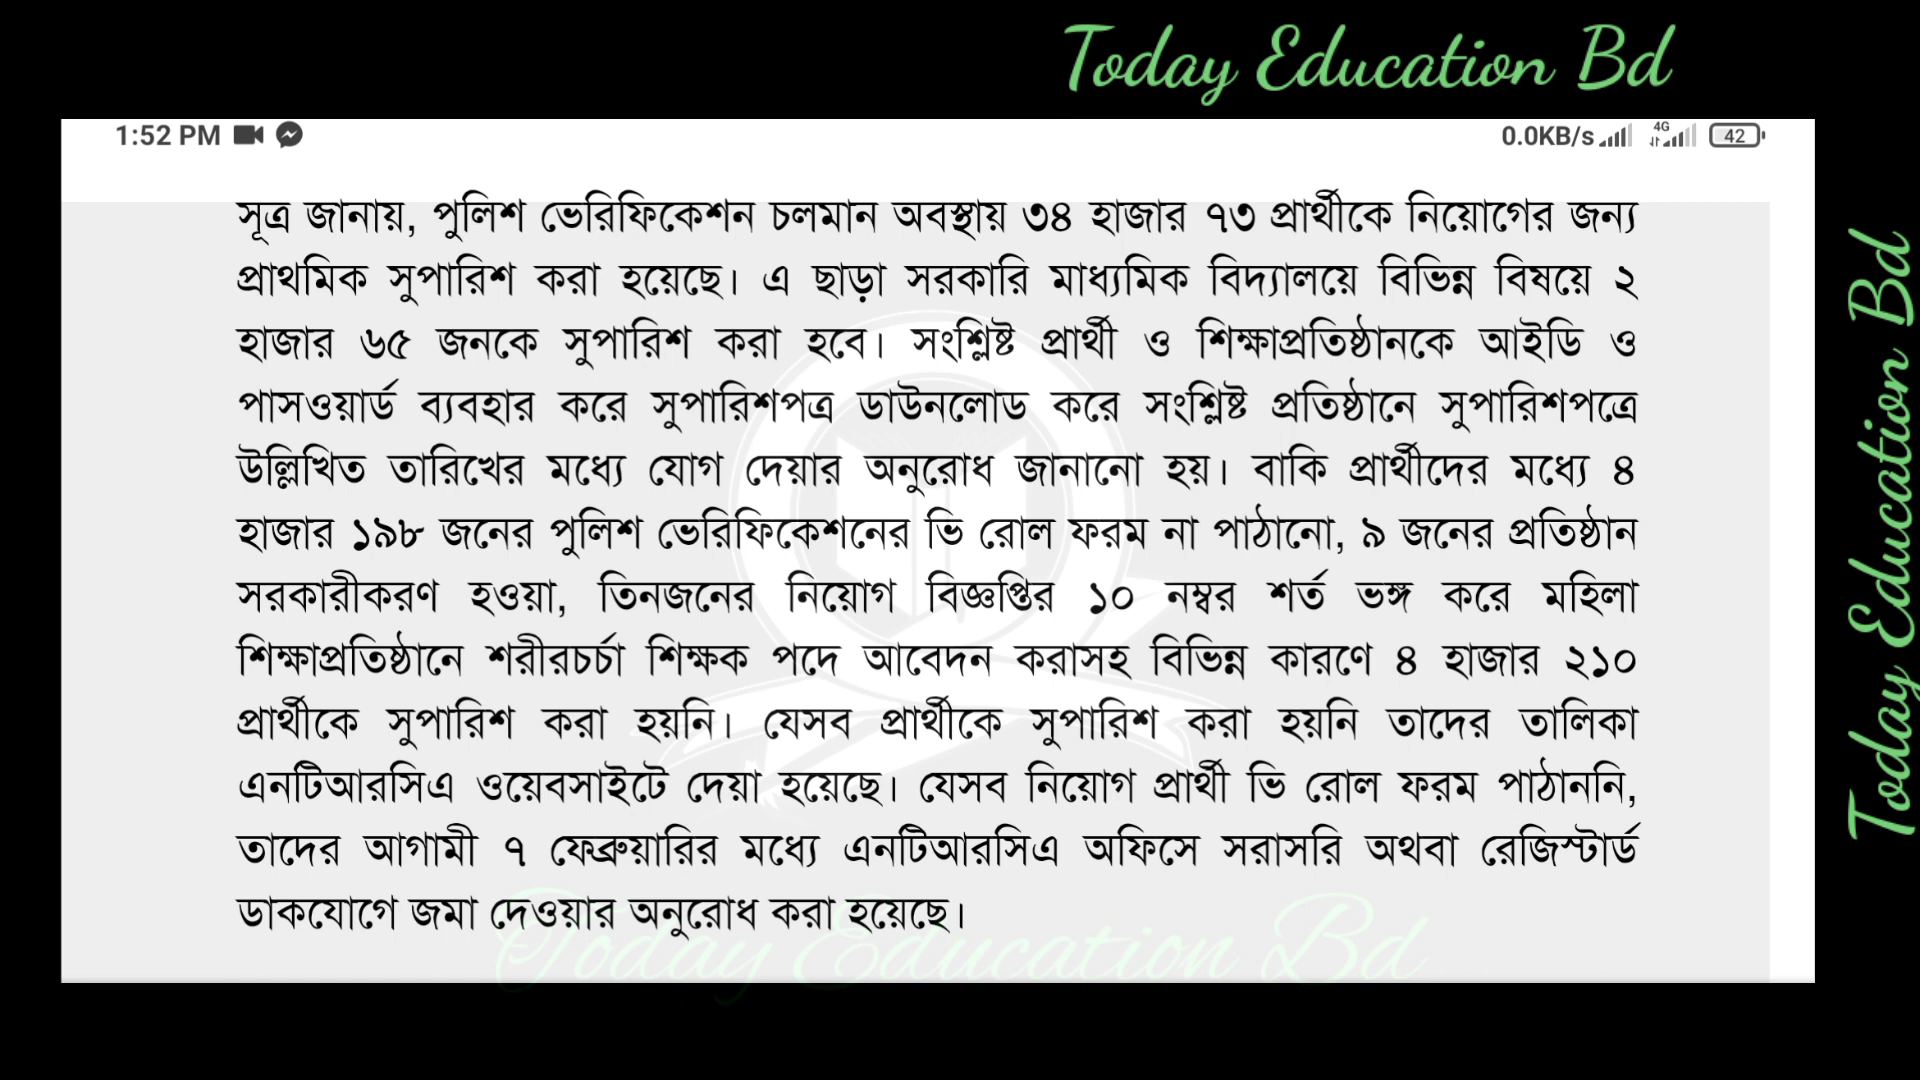 Today Education Bd
1:52 PM
0.0KB/s 4G 42
সূত্র জানায়, পুলিশ ভেরিফিকেশন চলমান অবস্থায় ৩৪ হাজার ৭৩ প্রার্থীকে নিয়োগের জন্য
প্রাথমিক সুপারিশ করা হয়েছে। এ ছাড়া সরকারি মাধ্যমিক বিদ্যালয়ে বিভিন্ন বিষয়ে ২
হাজার ৬৫ জনকে সুপারিশ করা হবে। সংশ্লিষ্ট প্রার্থী ও শিক্ষাপ্রতিষ্ঠানকে আইডি ও
পাসওয়ার্ড ব্যবহার করে সুপারিশপত্র ডাউনলোড করে সংশ্লিষ্ট প্রতিষ্ঠানে সুপারিশপত্রে
উল্লিখিত তারিখের মধ্যে যোগ দেয়ার অনুরোধ জানানো হয়। বাকি প্রার্থীদের মধ্যে ৪
হাজার ১৯৮ জনের পুলিশ ভেরিফিকেশনের ভি রোল ফরম না পাঠানো, ৯ জনের প্রতিষ্ঠান
সরকারীকরণ হওয়া, তিনজনের নিয়োগ বিজ্ঞপ্তির ১০ নম্বর শর্ত ভঙ্গ করে মহিলা
শিক্ষাপ্রতিষ্ঠানে শরীরচর্চা শিক্ষক পদে আবেদন করাসহ বিভিন্ন কারণে ৪ হাজার ২১০
প্রার্থীকে সুপারিশ করা হয়নি। যেসব প্রার্থীকে সুপারিশ করা হয়নি তাদের তালিকা
এনটিআরসিএ ওয়েবসাইটে দেয়া হয়েছে। যেসব নিয়োগ প্রার্থী ভি রোল ফরম পাঠাননি,
তাদের আগামী ৭ ফেব্রুয়ারির মধ্যে এনটিআরসিএ অফিসে সরাসরি অথবা রেজিস্টার্ড
ডাকযোগে জমা দেওয়ার অনুরোধ করা হয়েছে।
Today Education Bd
Today Education Bd